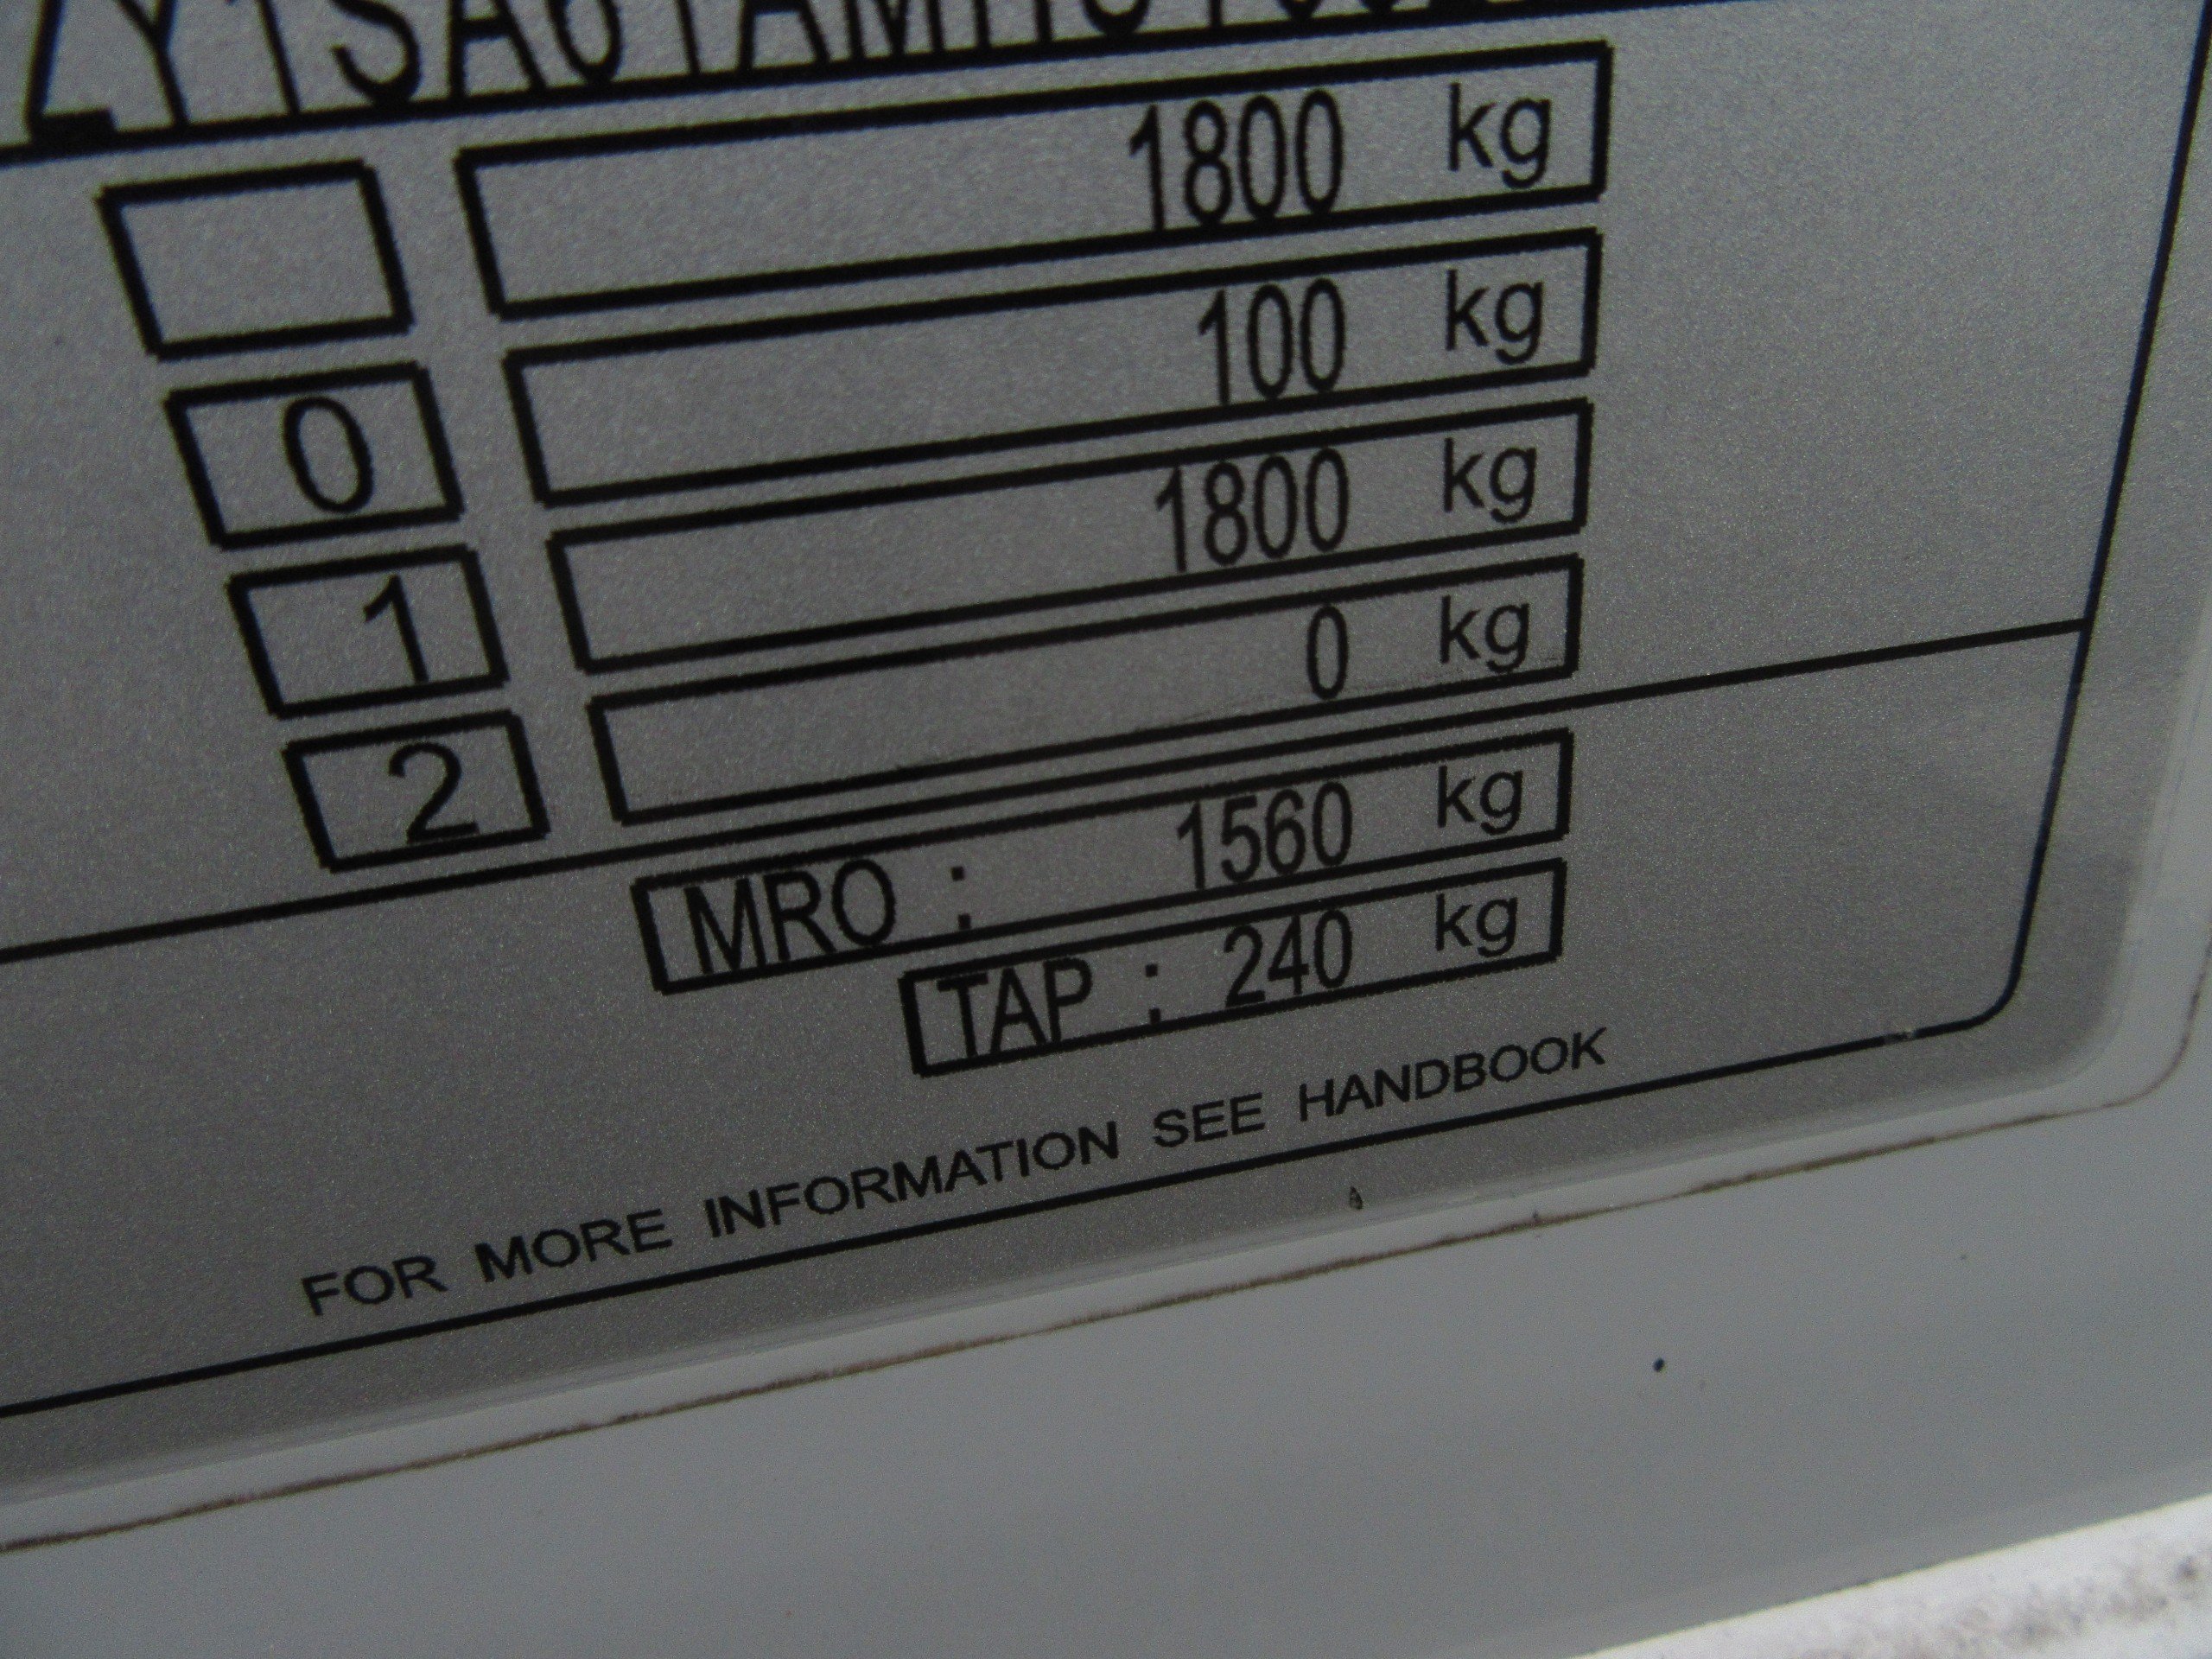 1800 kg
0 100 kg
1 1800 kg
2 0 kg
MRO : 1560 kg
TAP : 240 kg
FOR MORE INFORMATION SEE HANDBOOK